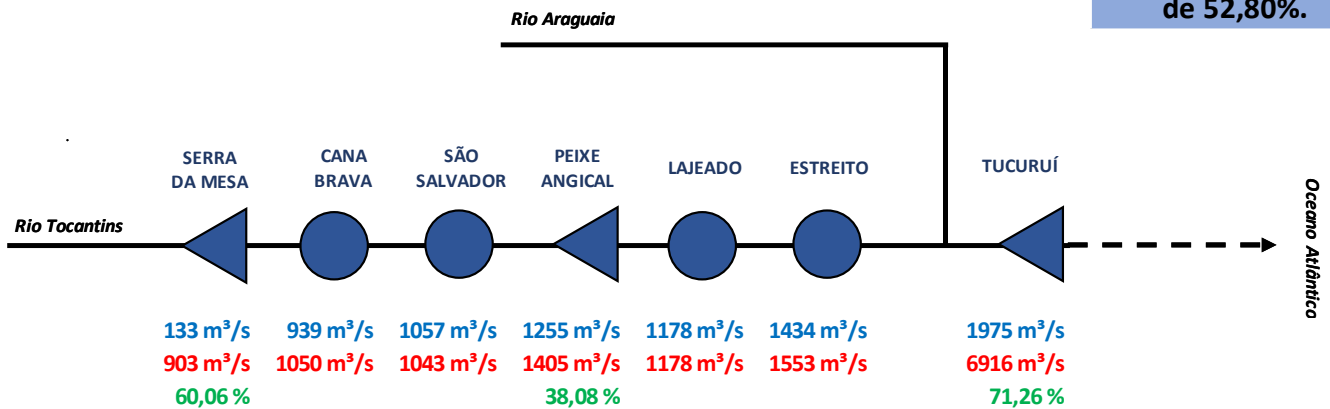 de 52,80%.
Rio Araguaia
SERRA
DA MESA
CANA
BRAVA
SÃO
SALVADOR
PEIXE
ANGICAL
LAJEADO
ESTREITO
TUCURUÍ
Rio Tocantins
Oceano Atlântico
133 m³/s 939 m³/s 1057 m³/s 1255 m³/s 1178 m³/s 1434 m³/s 1975 m³/s
903 m³/s 1050 m³/s 1043 m³/s 1405 m³/s 1178 m³/s 1553 m³/s 6916 m³/s
60,06 % 38,08 % 71,26 %